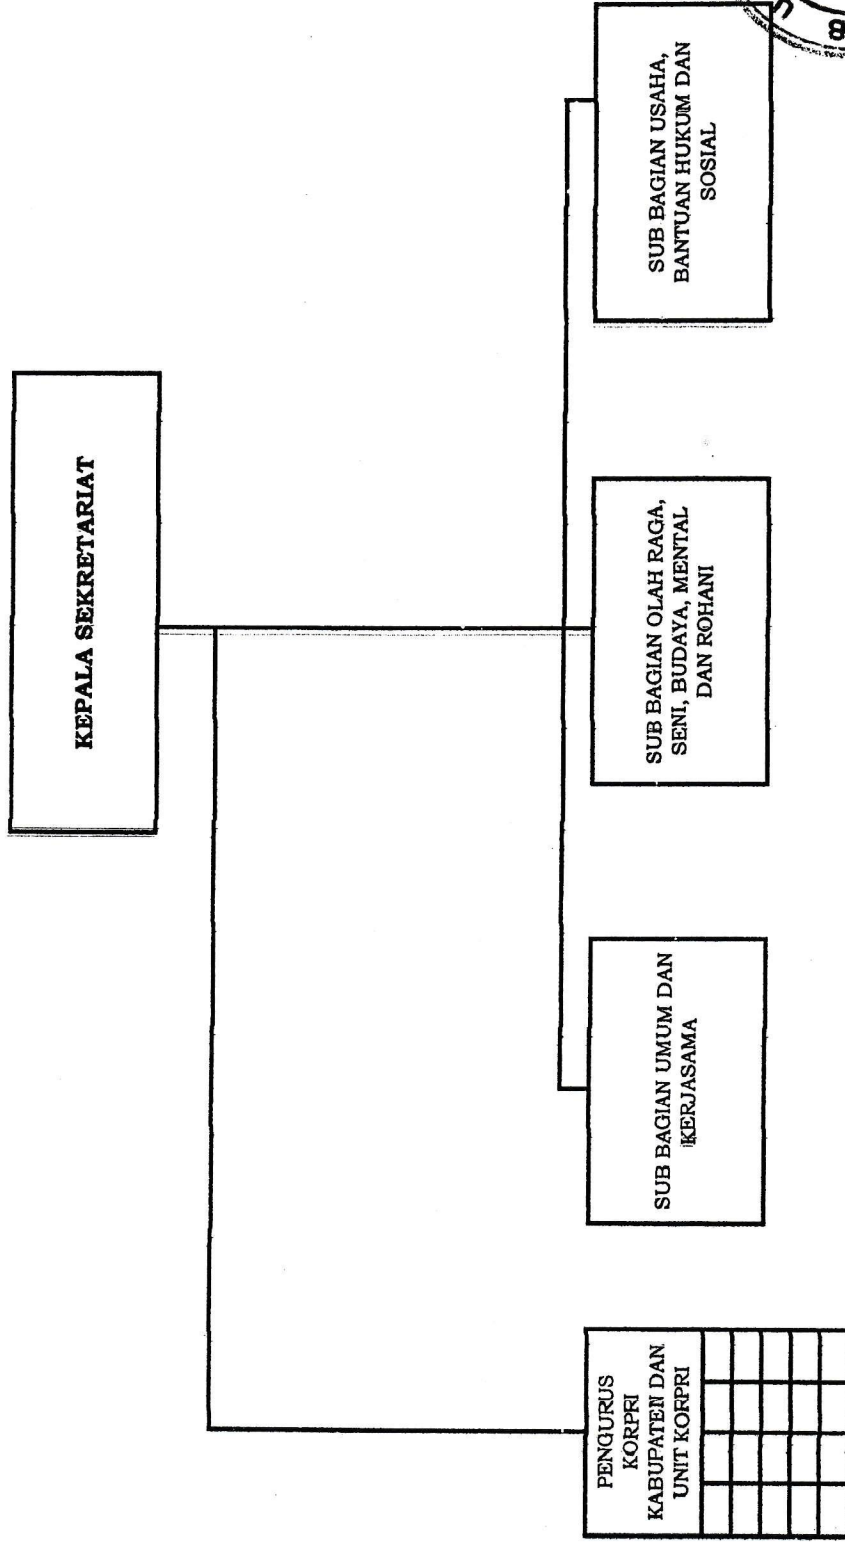 KEPALA SEKRETARIAT
PENGURUS
KORPRI
KABUPATEN DAN
UNIT KORPRI
SUB BAGIAN UMUM DAN
KERJASAMA
SUB BAGIAN OLAH RAGA,
SENI, BUDAYA, MENTAL
DAN ROHANI
SUB BAGIAN USAHA,
BANTUAN HUKUM DAN
SOSIAL